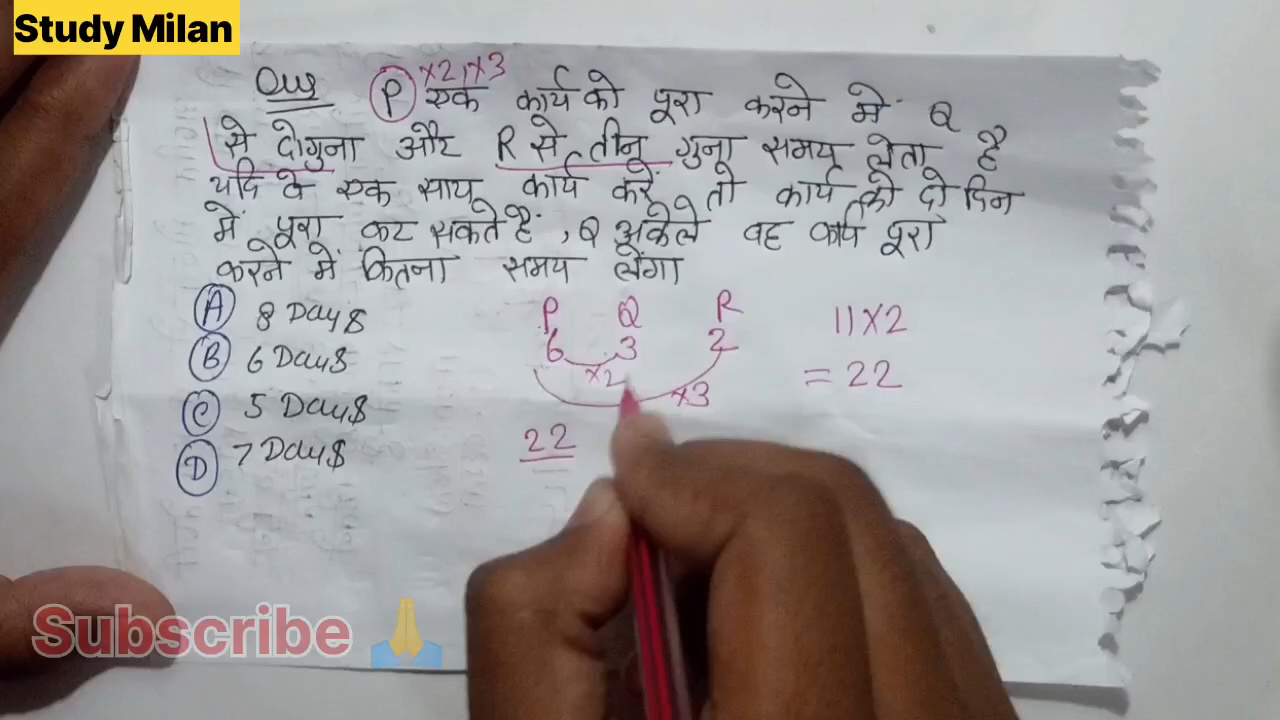 Study Milan
Que P ×2,×3 एक कार्य को पूरा करने में Q
से दोगुना और R से तीन गुना समय लेता है
यदि वे एक साथ कार्य करें तो कार्य को दो दिन
में पूरा कर सकते हैं , Q अकेले वह कार्य पूरा
करने में कितना समय लेंगा
A 8 Days
B 6 Days
C 5 Days
D 7 Days
P Q R
6 3 2
×2
×3
22
11×2
= 22
Subscribe 🙏